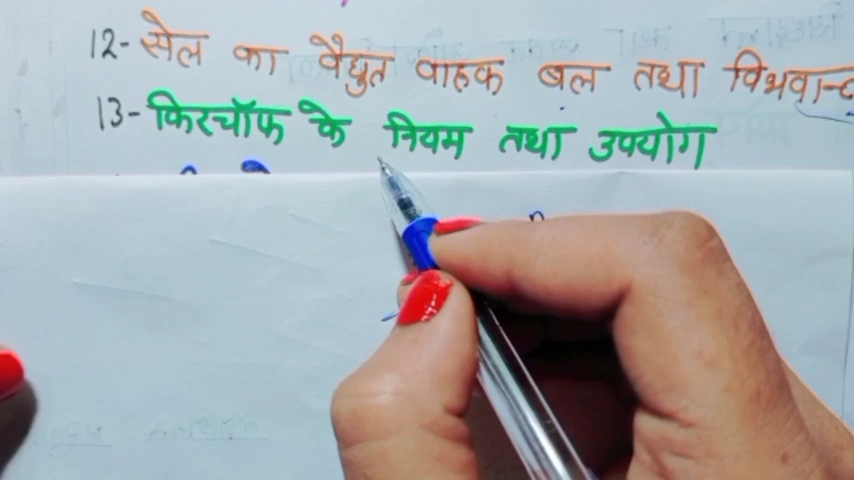 12- सेल का वैद्युत वाहक बल तथा
13- किरचॉफ के नियम तथा उपयोग